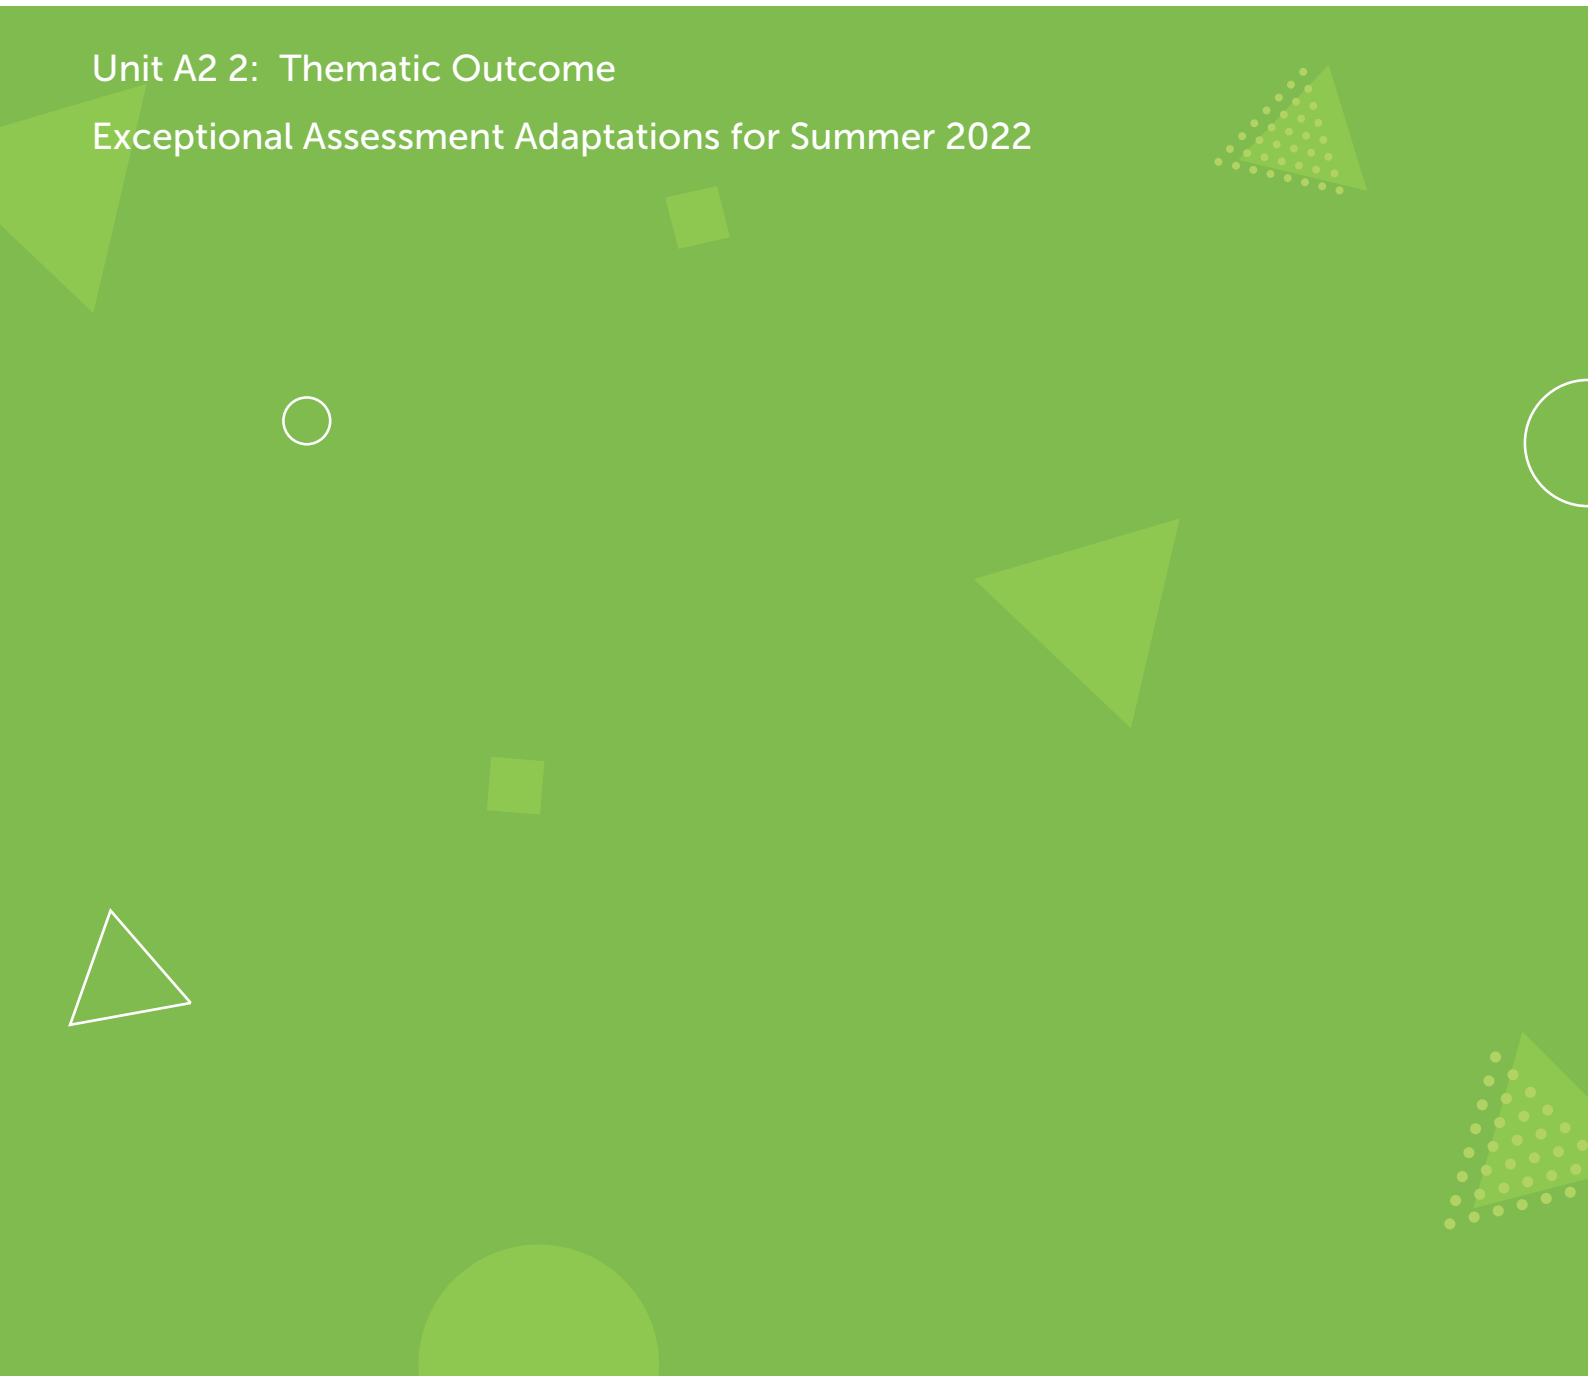 Unit A2 2: Thematic Outcome
Exceptional Assessment Adaptations for Summer 2022